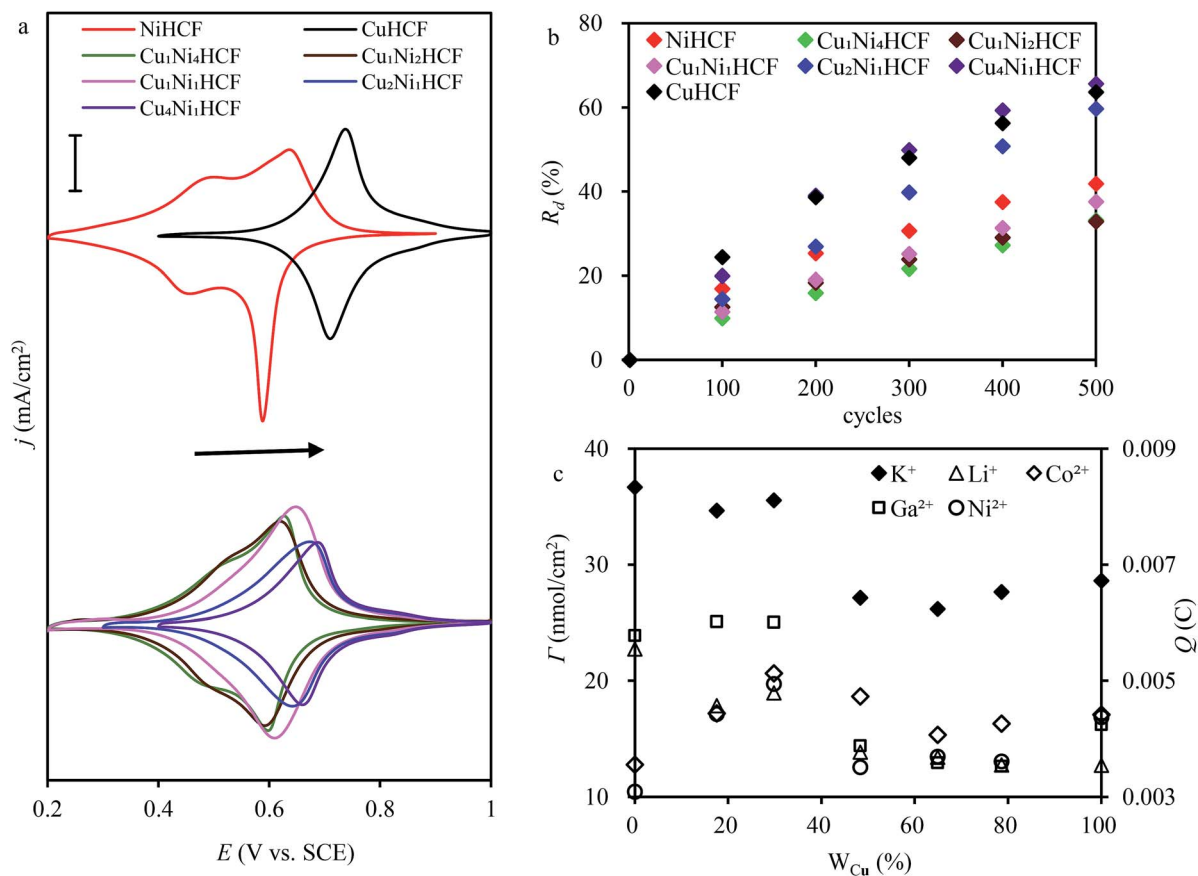 a
NiHCF CuHCF
Cu₁Ni₄HCF Cu₁Ni₂HCF
Cu₁Ni₁HCF Cu₂Ni₁HCF
Cu₄Ni₁HCF
j (mA/cm²)
0.2 0.4 0.6 0.8 1
E (V vs. SCE)
b
NiHCF Cu₁Ni₄HCF Cu₁Ni₂HCF
Cu₁Ni₁HCF Cu₂Ni₁HCF Cu₄Ni₁HCF
CuHCF
80
60
40
20
0
R_d (%)
0 100 200 300 400 500
cycles
c
K⁺ Li⁺ Co²⁺
Ga²⁺ Ni²⁺
40
30
20
10
Γ (nmol/cm²)
0.009
0.007
0.005
0.003
Q (C)
0 20 40 60 80 100
W_Cu (%)